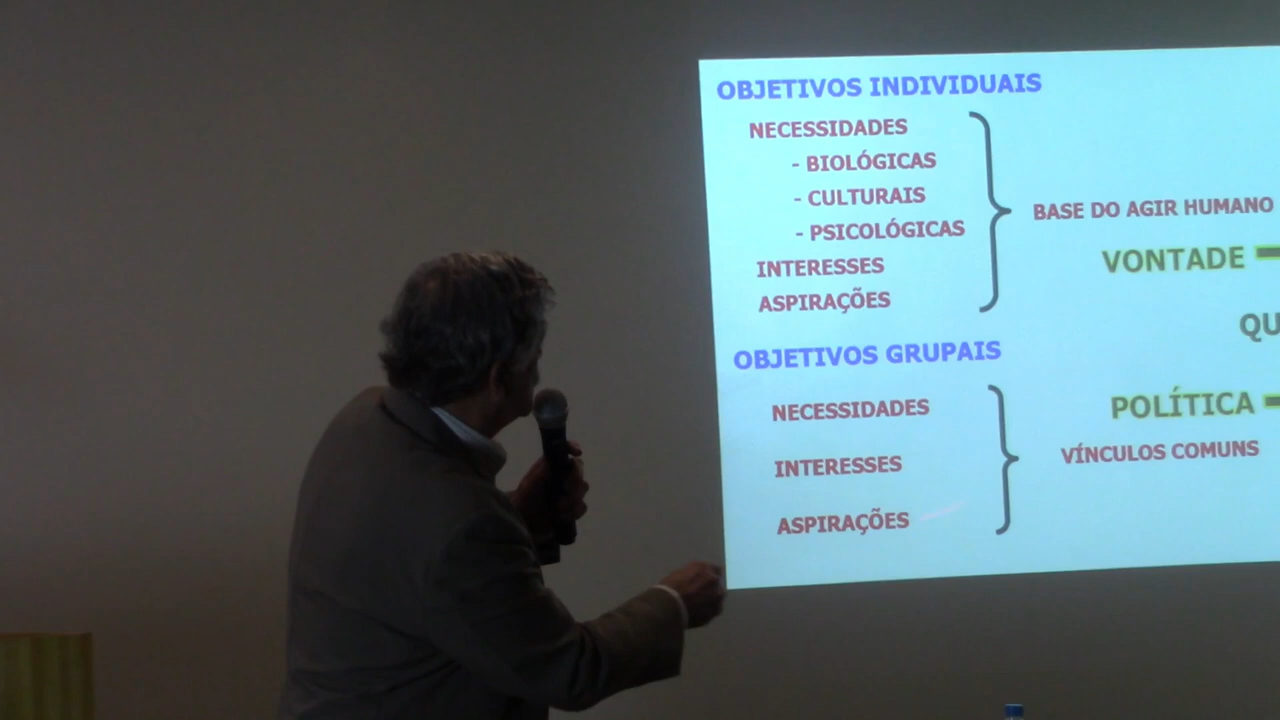 OBJETIVOS INDIVIDUAIS
NECESSIDADES
- BIOLÓGICAS
- CULTURAIS
- PSICOLÓGICAS
INTERESSES
ASPIRAÇÕES
BASE DO AGIR HUMANO
VONTADE
QU
OBJETIVOS GRUPAIS
NECESSIDADES
INTERESSES
ASPIRAÇÕES
POLÍTICA
VÍNCULOS COMUNS